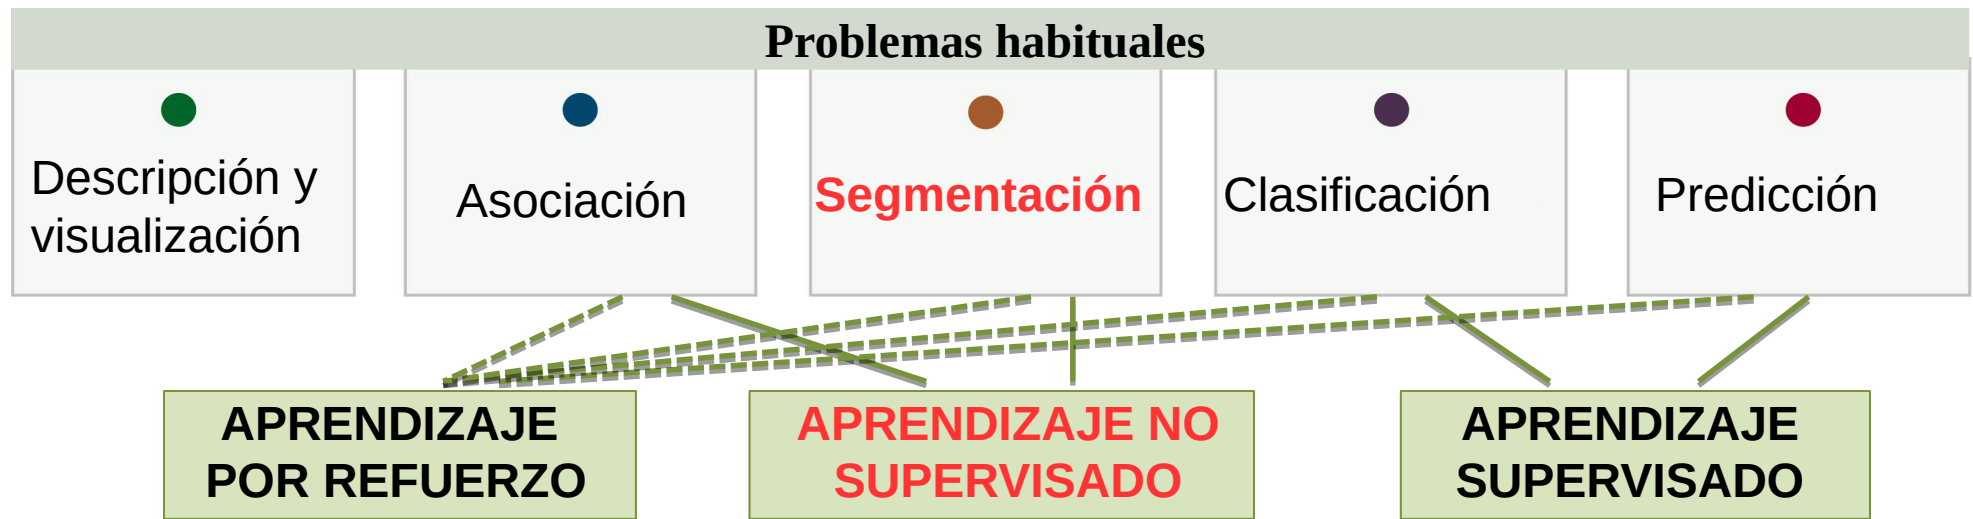 Problemas habituales
Descripción y
visualización
Asociación
Segmentación
Clasificación
Predicción
APRENDIZAJE
POR REFUERZO
APRENDIZAJE NO
SUPERVISADO
APRENDIZAJE
SUPERVISADO